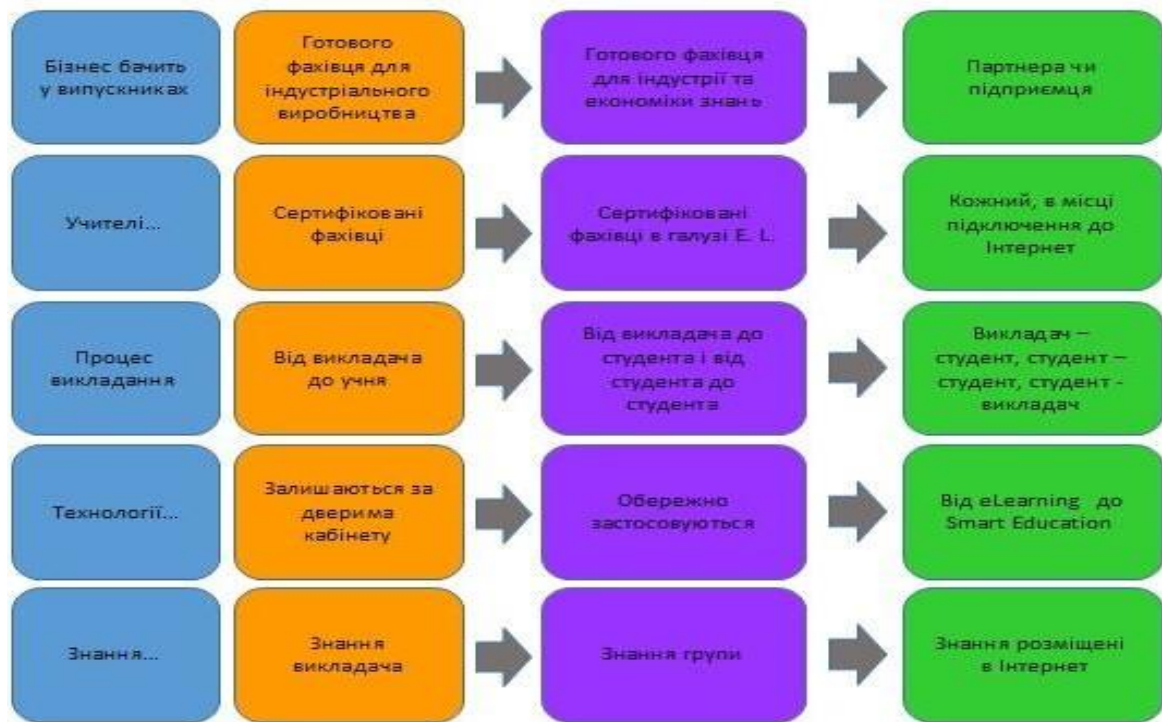 Бізнес бачить
у випускниках
Готового
фахівця для
індустріального
виробництва
Готового фахівця
для індустрії та
економіки знань
Партнера чи
підприємця
Учителі...
Сертифіковані
фахівці
Сертифіковані
фахівці в галузі E. L.
Кожний, в місці
підключення до
Інтернет
Процес
викладання
Від викладача
до учня
Від викладача до
студента і від
студента до
студента
Викладач –
студент, студент –
студент, студент -
викладач
Технології...
Залишаються за
дверима
кабінету
Обережно
застосовуються
Від eLearning до
Smart Education
Знання...
Знання
викладача
Знання групи
Знання розміщені
в Інтернет